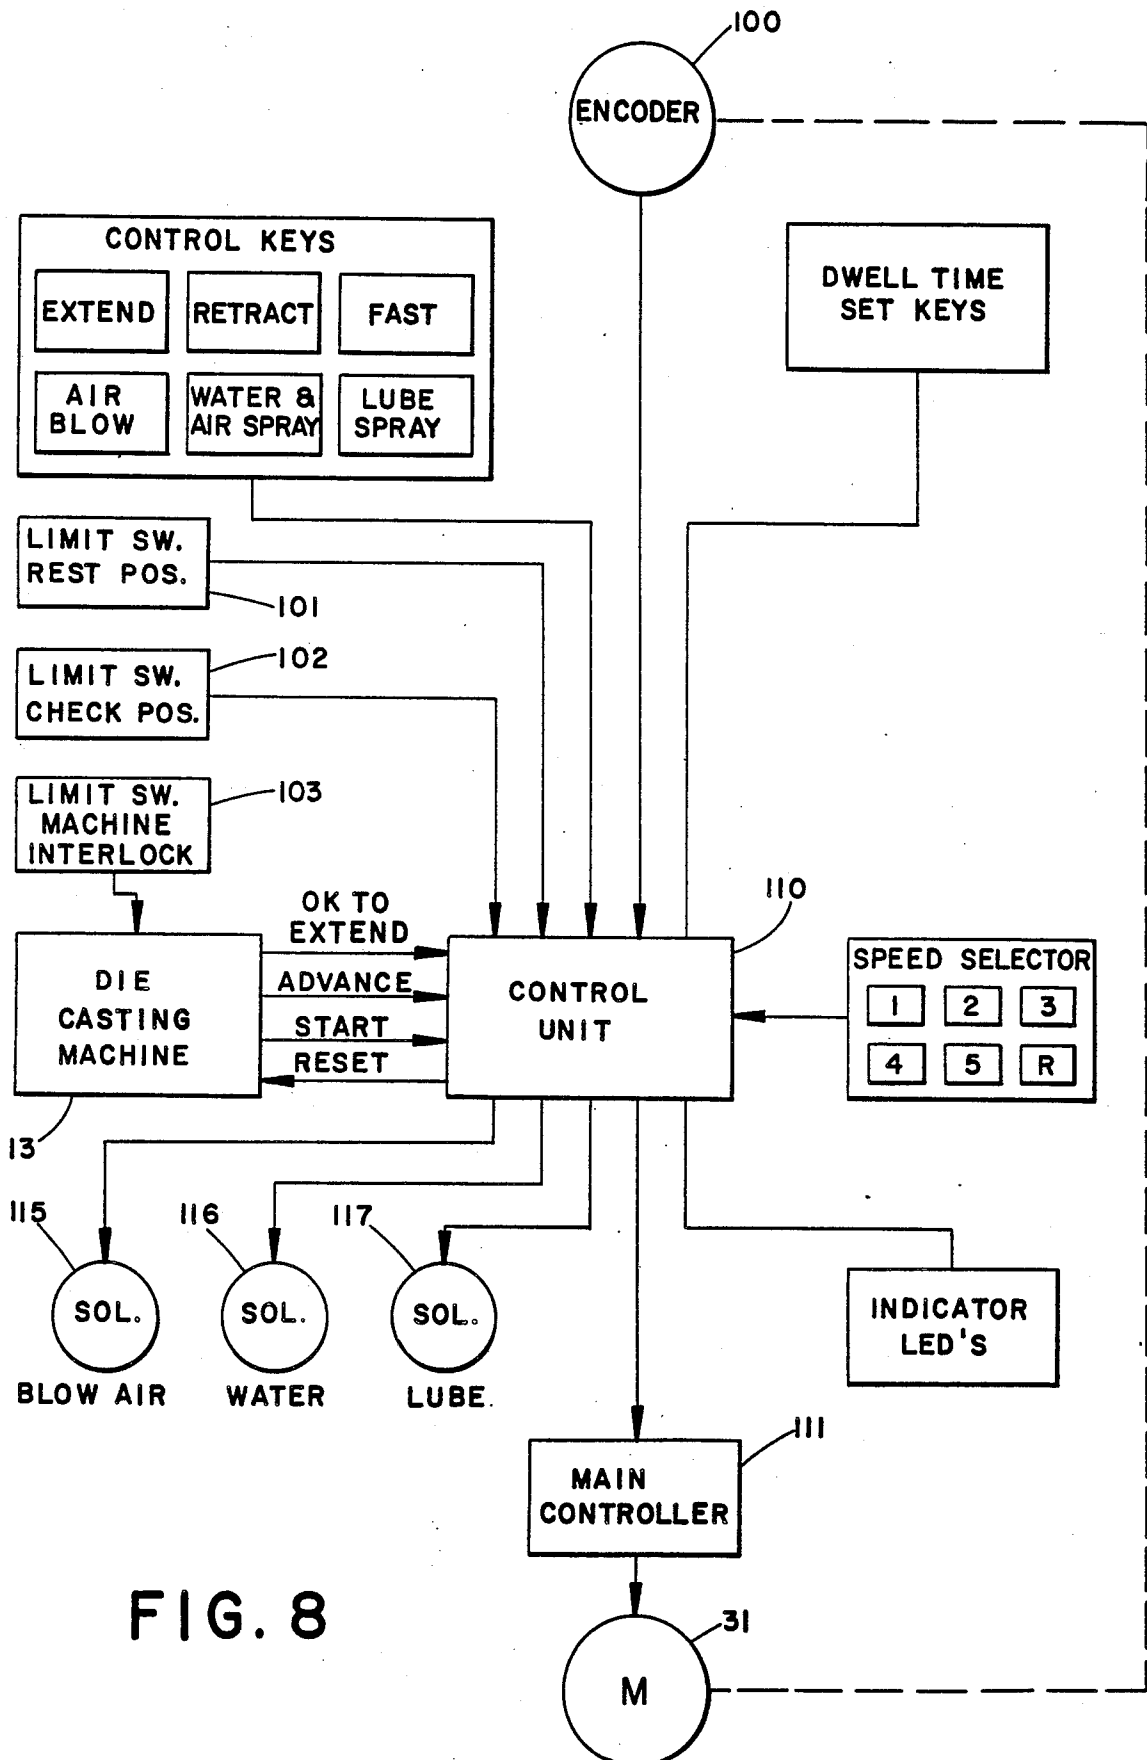 100
ENCODER
CONTROL KEYS
EXTEND
RETRACT
FAST
AIR
BLOW
WATER &
AIR SPRAY
LUBE
SPRAY
DWELL TIME
SET KEYS
LIMIT SW.
REST POS.
101
LIMIT SW.
CHECK POS.
102
LIMIT SW.
MACHINE
INTERLOCK
103
DIE
CASTING
MACHINE
13
OK TO
EXTEND
ADVANCE
START
RESET
110
CONTROL
UNIT
SPEED SELECTOR
1 2 3
4 5 R
115
SOL.
BLOW AIR
116
SOL.
WATER
117
SOL.
LUBE.
INDICATOR
LED'S
111
MAIN
CONTROLLER
31
M
FIG. 8